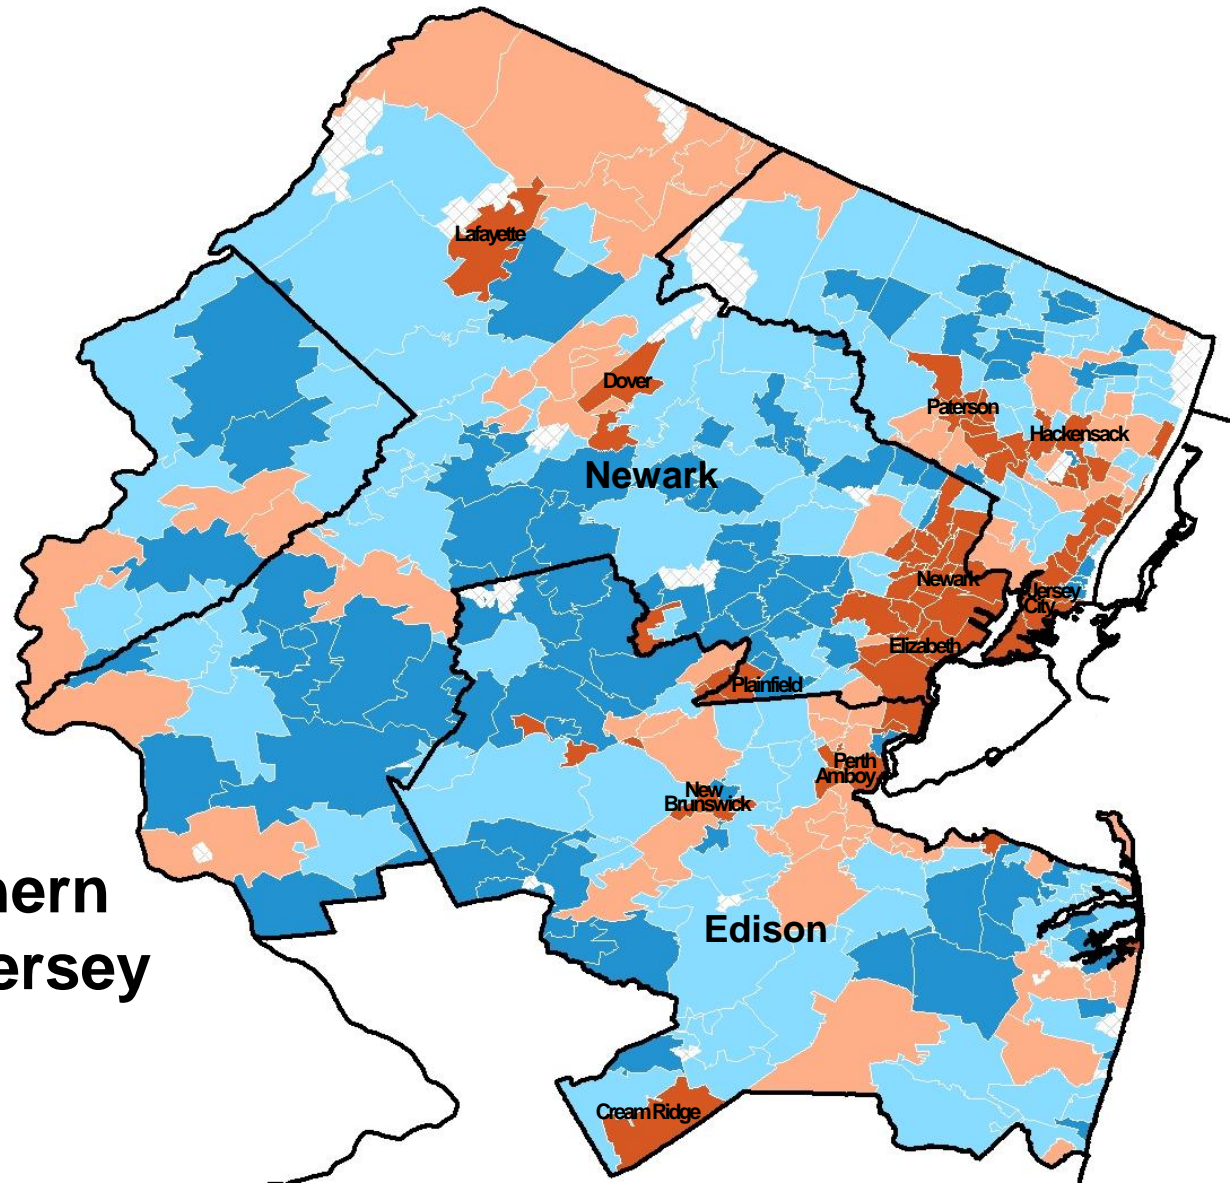 Lafayette
Dover
Paterson
Hackensack
Newark
Newark
Jersey
City
Elizabeth
Plainfield
Perth
Amboy
New
Brunswick
hern
ersey
Edison
Cream Ridge